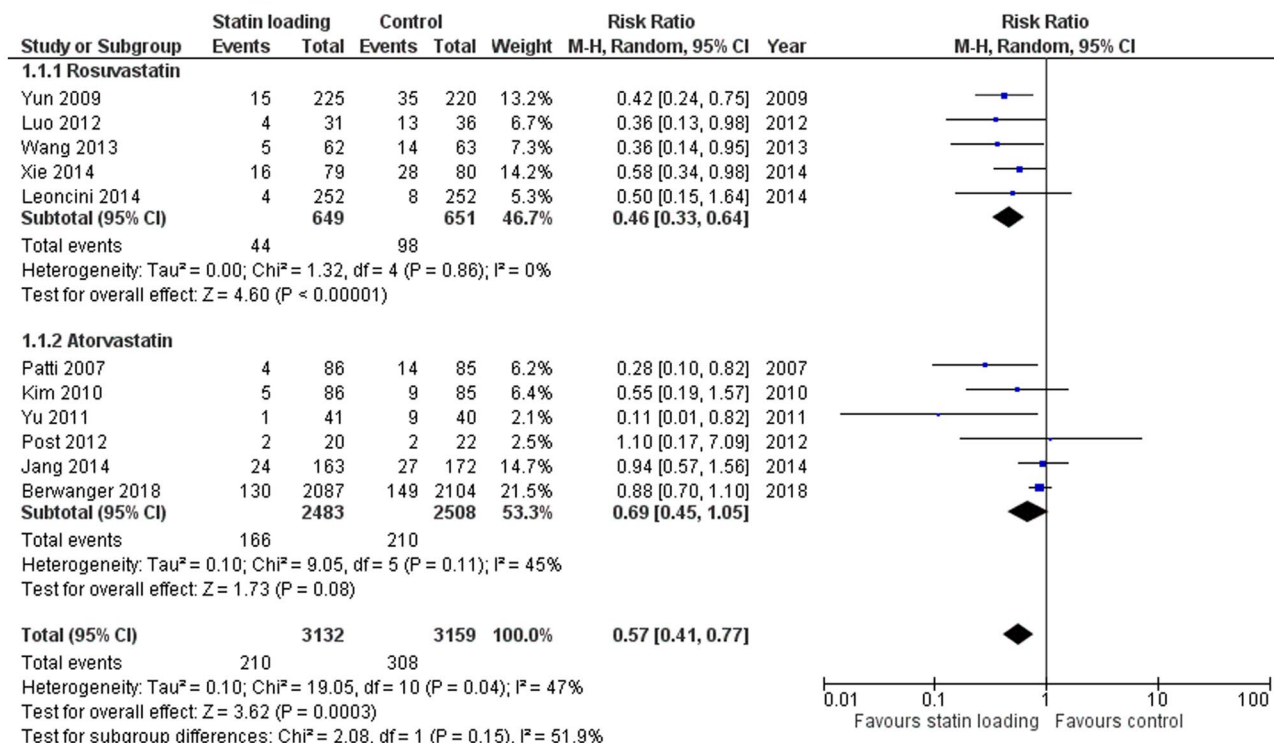 Statin loading Control Risk Ratio Risk Ratio
Study or Subgroup Events Total Events Total Weight M-H, Random, 95% CI Year M-H, Random, 95% CI
1.1.1 Rosuvastatin
Yun 2009 15 225 35 220 13.2% 0.42 [0.24, 0.75] 2009
Luo 2012 4 31 13 36 6.7% 0.36 [0.13, 0.98] 2012
Wang 2013 5 62 14 63 7.3% 0.36 [0.14, 0.95] 2013
Xie 2014 16 79 28 80 14.2% 0.58 [0.34, 0.98] 2014
Leoncini 2014 4 252 8 252 5.3% 0.50 [0.15, 1.64] 2014
Subtotal (95% CI) 649 651 46.7% 0.46 [0.33, 0.64]
Total events 44 98
Heterogeneity: Tau² = 0.00; Chi² = 1.32, df = 4 (P = 0.86); I² = 0%
Test for overall effect: Z = 4.60 (P < 0.00001)
1.1.2 Atorvastatin
Patti 2007 4 86 14 85 6.2% 0.28 [0.10, 0.82] 2007
Kim 2010 5 86 9 85 6.4% 0.55 [0.19, 1.57] 2010
Yu 2011 1 41 9 40 2.1% 0.11 [0.01, 0.82] 2011
Post 2012 2 20 2 22 2.5% 1.10 [0.17, 7.09] 2012
Jang 2014 24 163 27 172 14.7% 0.94 [0.57, 1.56] 2014
Berwanger 2018 130 2087 149 2104 21.5% 0.88 [0.70, 1.10] 2018
Subtotal (95% CI) 2483 2508 53.3% 0.69 [0.45, 1.05]
Total events 166 210
Heterogeneity: Tau² = 0.10; Chi² = 9.05, df = 5 (P = 0.11); I² = 45%
Test for overall effect: Z = 1.73 (P = 0.08)
Total (95% CI) 3132 3159 100.0% 0.57 [0.41, 0.77]
Total events 210 308
Heterogeneity: Tau² = 0.10; Chi² = 19.05, df = 10 (P = 0.04); I² = 47%
Test for overall effect: Z = 3.62 (P = 0.0003)
Test for subgroup differences: Chi² = 2.08, df = 1 (P = 0.15), I² = 51.9%
0.01 0.1 1 10 100
Favours statin loading Favours control